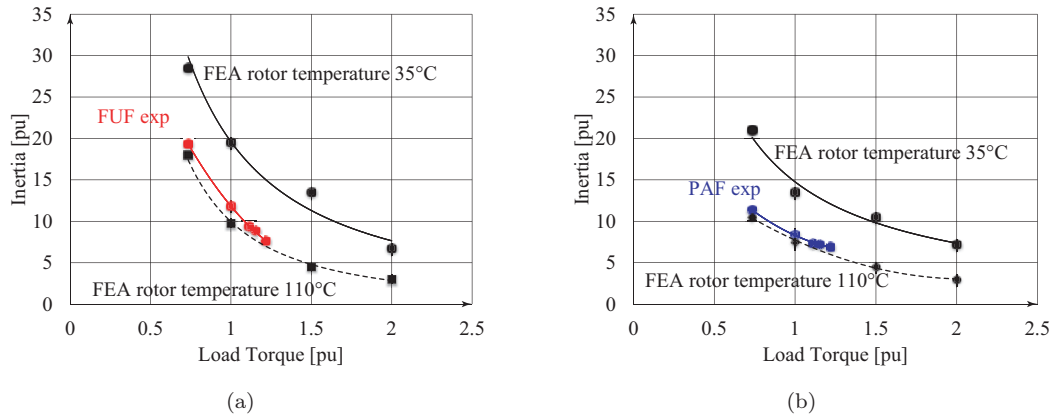 35
30
25
20
15
10
5
0
Inertia [pu]
FEA rotor temperature 35°C
FUF exp
FEA rotor temperature 110°C
0 0.5 1 1.5 2 2.5
Load Torque [pu]
(a)
35
30
25
20
15
10
5
0
Inertia [pu]
FEA rotor temperature 35°C
PAF exp
FEA rotor temperature 110°C
0 0.5 1 1.5 2 2.5
Load Torque [pu]
(b)